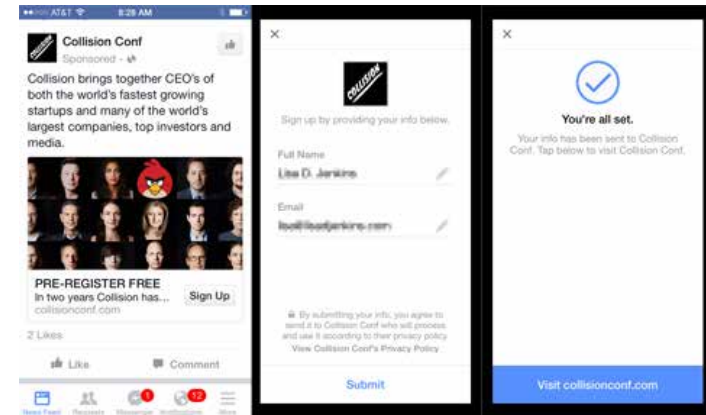 AT&T 8:28 AM
Collision Conf
Sponsored
Collision brings together CEO's of
both the world's fastest growing
startups and many of the world's
largest companies, top investors and
media.
PRE-REGISTER FREE
In two years Collision has...
Sign Up
collisionconf.com
2 Likes
Like
Comment
1
12
News Feed
Requests
Messenger
Notifications
More
COLLISION
Sign up by providing your info below.
Full Name
Email
By submitting your info, you agree to
send it to Collision Conf who will process
and use it according to their privacy policy.
View Collision Conf's Privacy Policy
Submit
You're all set.
Your info has been sent to Collision
Conf. Tap below to visit Collision Conf.
Visit collisionconf.com